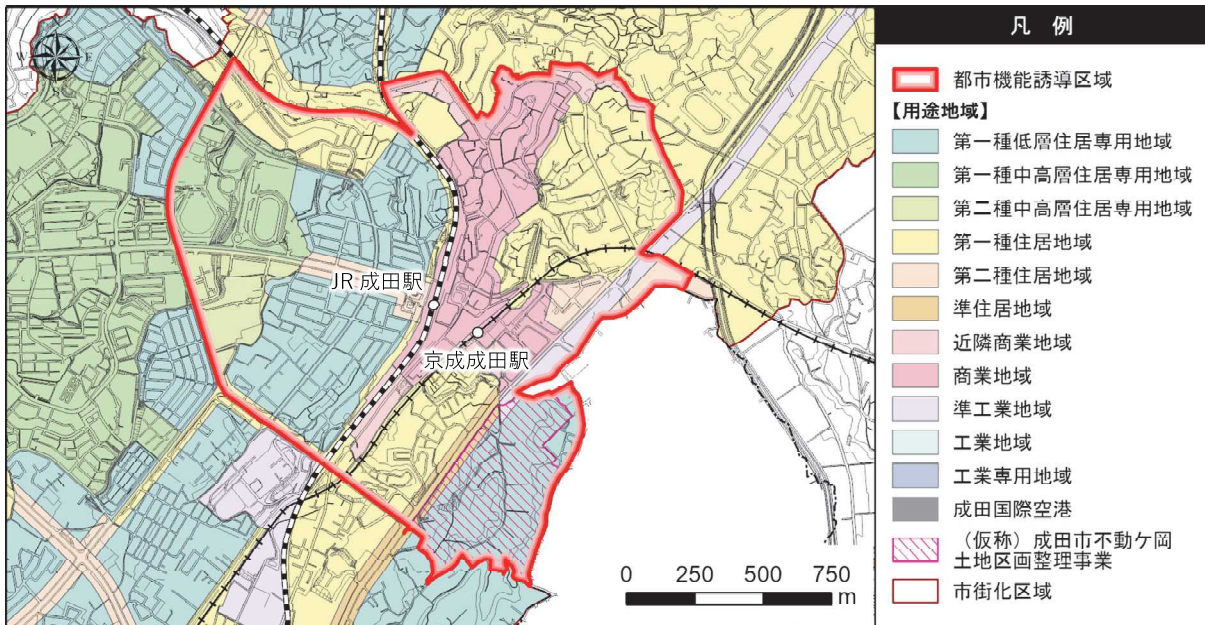 W E
JR 成田駅
京成成田駅
0 250 500 750
m
凡 例
都市機能誘導区域
【用途地域】
第一種低層住居専用地域
第一種中高層住居専用地域
第二種中高層住居専用地域
第一種住居地域
第二種住居地域
準住居地域
近隣商業地域
商業地域
準工業地域
工業地域
工業専用地域
成田国際空港
（仮称）成田市不動ケ岡
土地区画整理事業
市街化区域